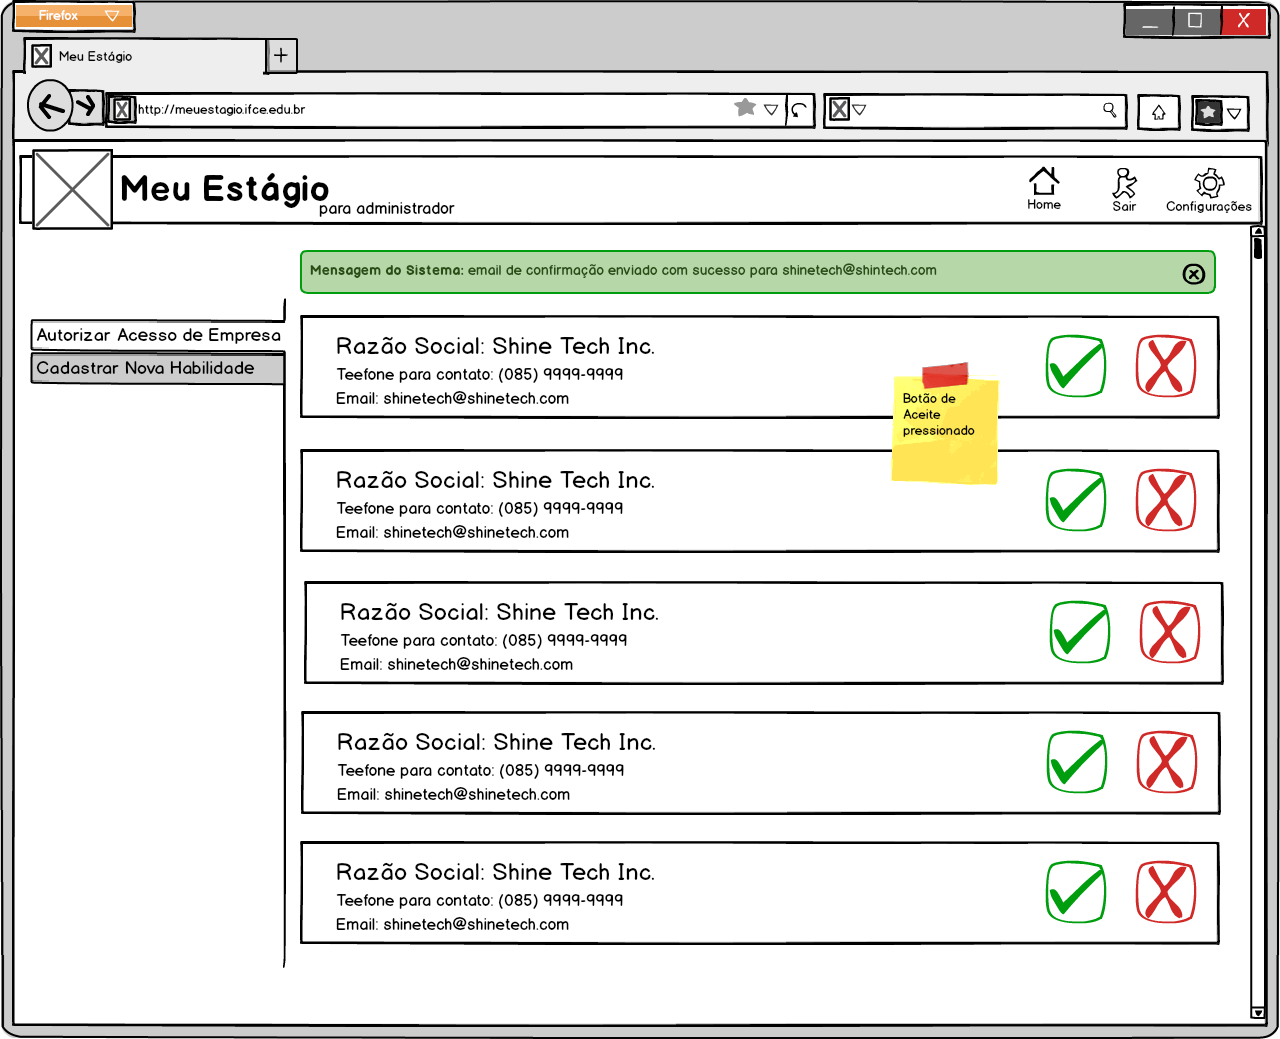 Firefox
Meu Estágio
http://meuestagio.ifce.edu.br
Meu Estágio
para administrador
Home
Sair
Configurações
Mensagem do Sistema: email de confirmação enviado com sucesso para shinetech@shintech.com
Autorizar Acesso de Empresa
Cadastrar Nova Habilidade
Razão Social: Shine Tech Inc.
Teefone para contato: (085) 9999-9999
Email: shinetech@shinetech.com
Botão de
Aceite
pressionado
Razão Social: Shine Tech Inc.
Teefone para contato: (085) 9999-9999
Email: shinetech@shinetech.com
Razão Social: Shine Tech Inc.
Teefone para contato: (085) 9999-9999
Email: shinetech@shinetech.com
Razão Social: Shine Tech Inc.
Teefone para contato: (085) 9999-9999
Email: shinetech@shinetech.com
Razão Social: Shine Tech Inc.
Teefone para contato: (085) 9999-9999
Email: shinetech@shinetech.com